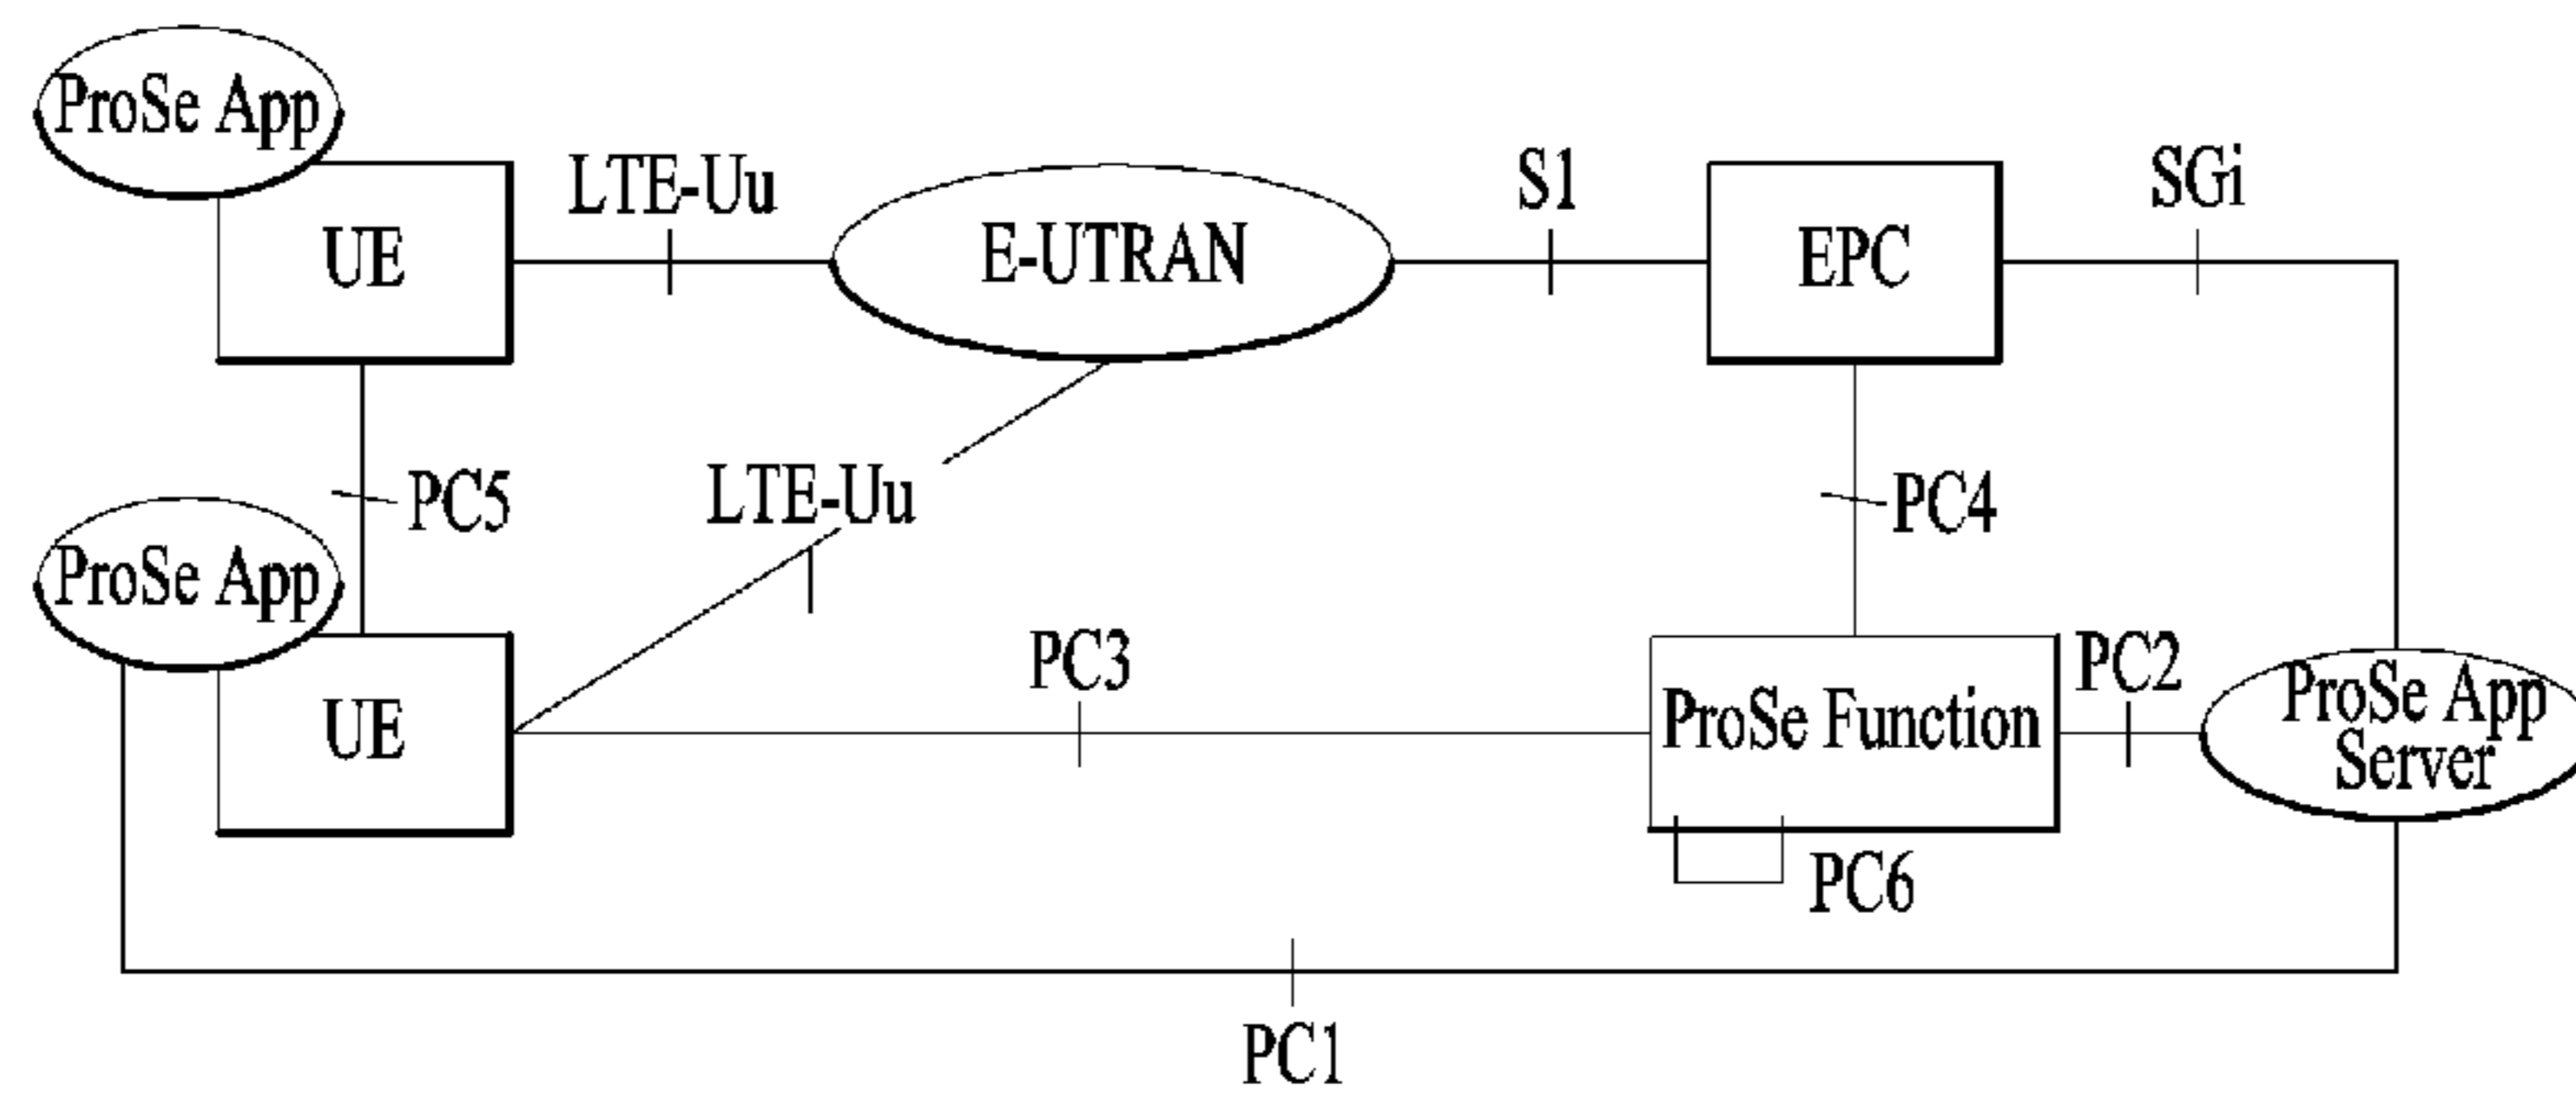 ProSe App
LTE-Uu
S1
SGi
UE
E-UTRAN
EPC
PC5
LTE-Uu
PC4
ProSe App
PC3
PC2
UE
ProSe Function
ProSe App
Server
PC6
PC1